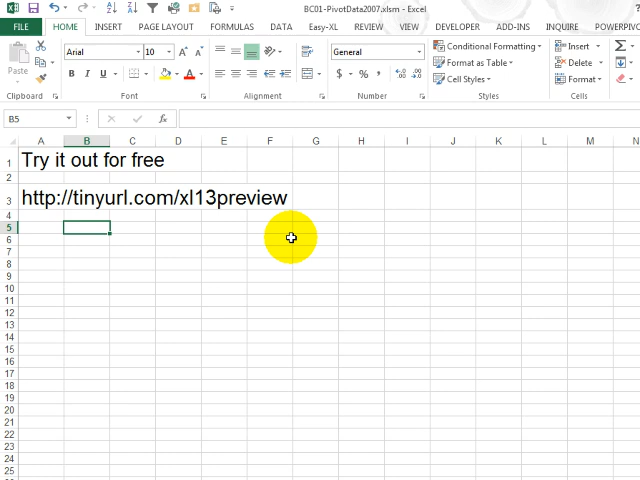 BC01-PivotData2007.xlsm - Excel
FILE HOME INSERT PAGE LAYOUT FORMULAS DATA Easy-XL REVIEW VIEW DEVELOPER ADD-INS INQUIRE POWERPIV
Arial 10 General Conditional Formatting Insert
Paste Format as Table Delete
B I U A $ % Cell Styles Format
Clipboard Font Alignment Number Styles Cells
B5 fx
A B C D E F G H I J K L M N
1 Try it out for free
2
3 http://tinyurl.com/xl13preview
4
5
6
7
8
9
10
11
12
13
14
15
16
17
18
19
20
21
22
23
24
25